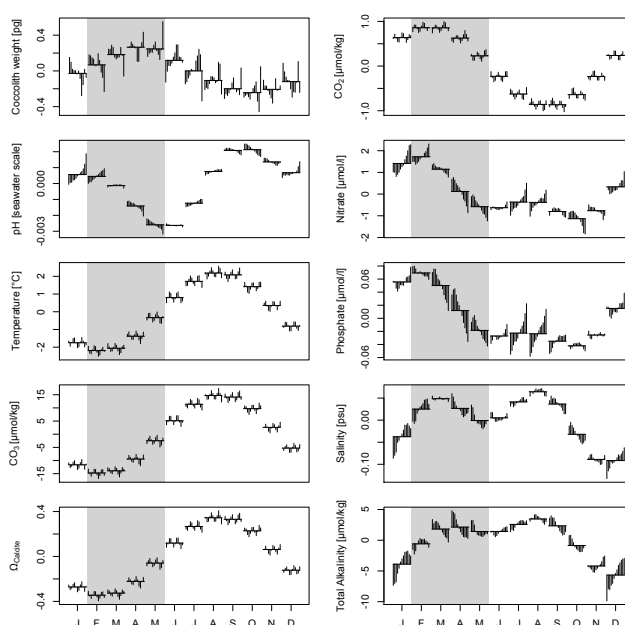 Coccolith weight [pg]
0.4
0.0
-0.4
CO2 [µmol/kg]
1.0
0.0
-1.0
pH [seawater scale]
0.000
-0.003
Nitrate [µmol/l]
2
1
0
-1
-2
Temperature [°C]
2
1
0
-2
Phosphate [µmol/l]
0.06
0.00
-0.06
CO3 [µmol/kg]
15
5
-5
-15
Salinity [psu]
0.00
-0.10
ΩCalcite
0.4
0.0
-0.4
Total Alkalinity [µmol/kg]
5
0
-5
-10
J F M A M J J A S O N D
J F M A M J J A S O N D